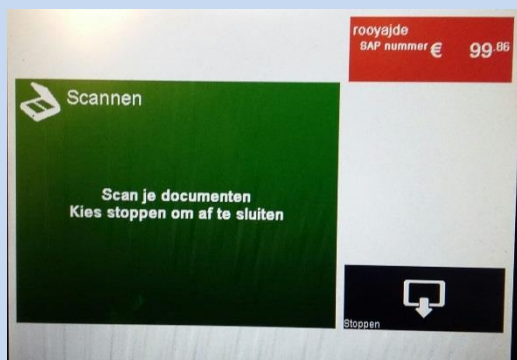 rooyajde
SAP nummer € 99.86
Scannen
Scan je documenten
Kies stoppen om af te sluiten
Stoppen